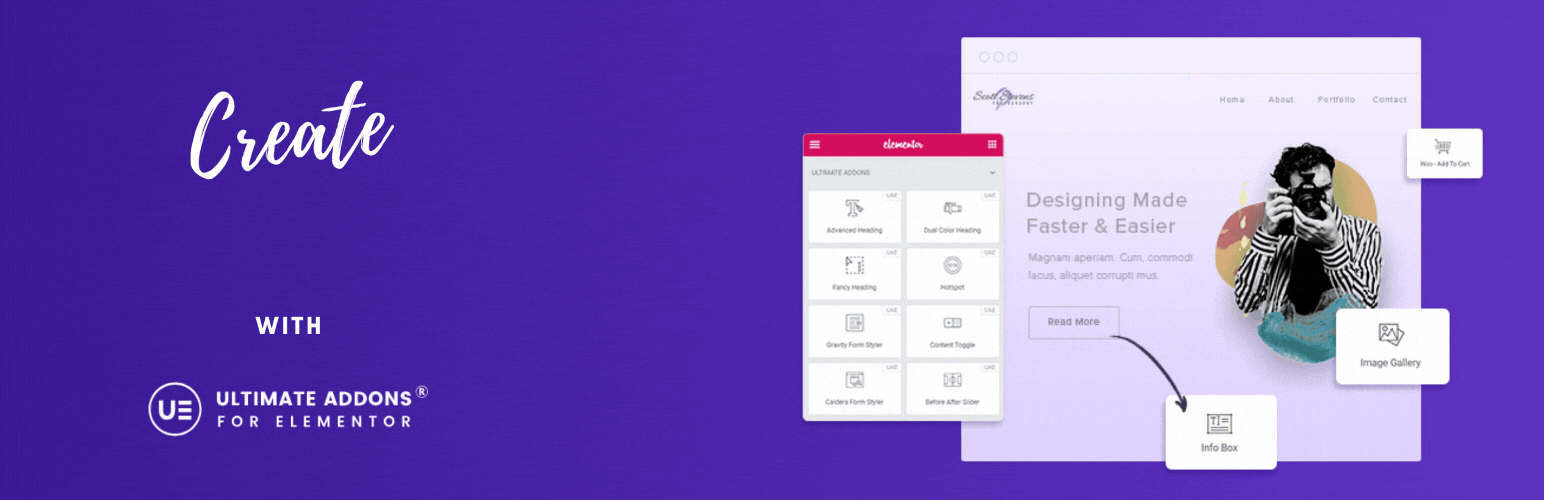 Create
WITH
UE
ULTIMATE ADDONS®
FOR ELEMENTOR
elementor
ULTIMATE ADDONS
UAE
UAE
Advanced Heading
Dual Color Heading
UAE
UAE
Fancy Heading
Hotspot
UAE
UAE
Gravity Form Styler
Content Toggle
UAE
UAE
Caldera Form Styler
Before After Slider
Scott Stevens
PHOTOGRAPHY
Home About Portfolio Contact
Designing Made
Faster & Easier
Magnam aperiam. Cum, commodi
lacus, aliquet corrupti mus.
Read More
Woo - Add To Cart
Image Gallery
Info Box